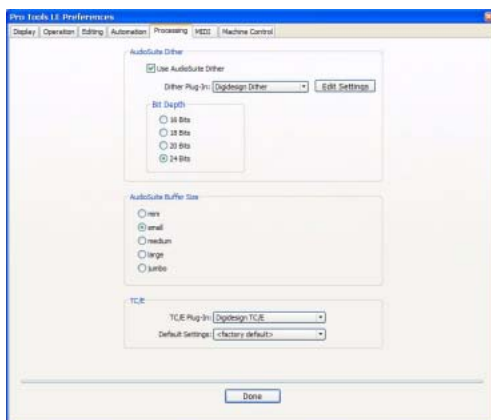 Pro Tools LE Preferences
Display Operation Editing Automation Processing MIDI Machine Control
AudioSuite Dither
Use AudioSuite Dither
Dither Plug-In: Digidesign Dither Edit Settings
Bit Depth
16 Bits
18 Bits
20 Bits
24 Bits
AudioSuite Buffer Size
mini
small
medium
large
jumbo
TC/E
TC/E Plug-In: Digidesign TC/E
Default Settings: <factory default>
Done